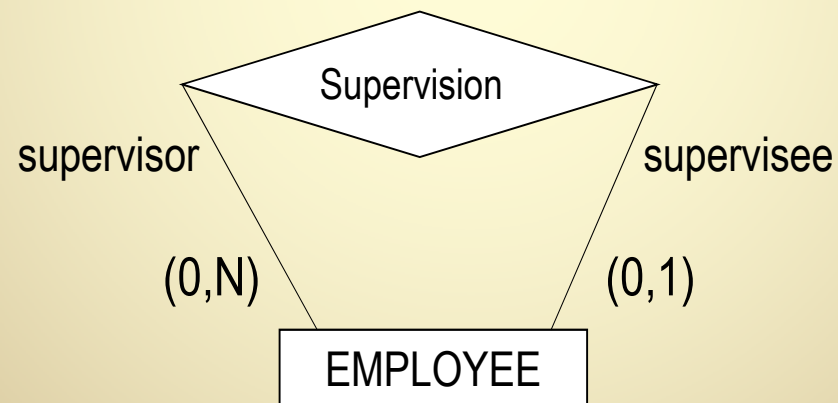 Supervision
supervisor
supervisee
(0,N)
(0,1)
EMPLOYEE